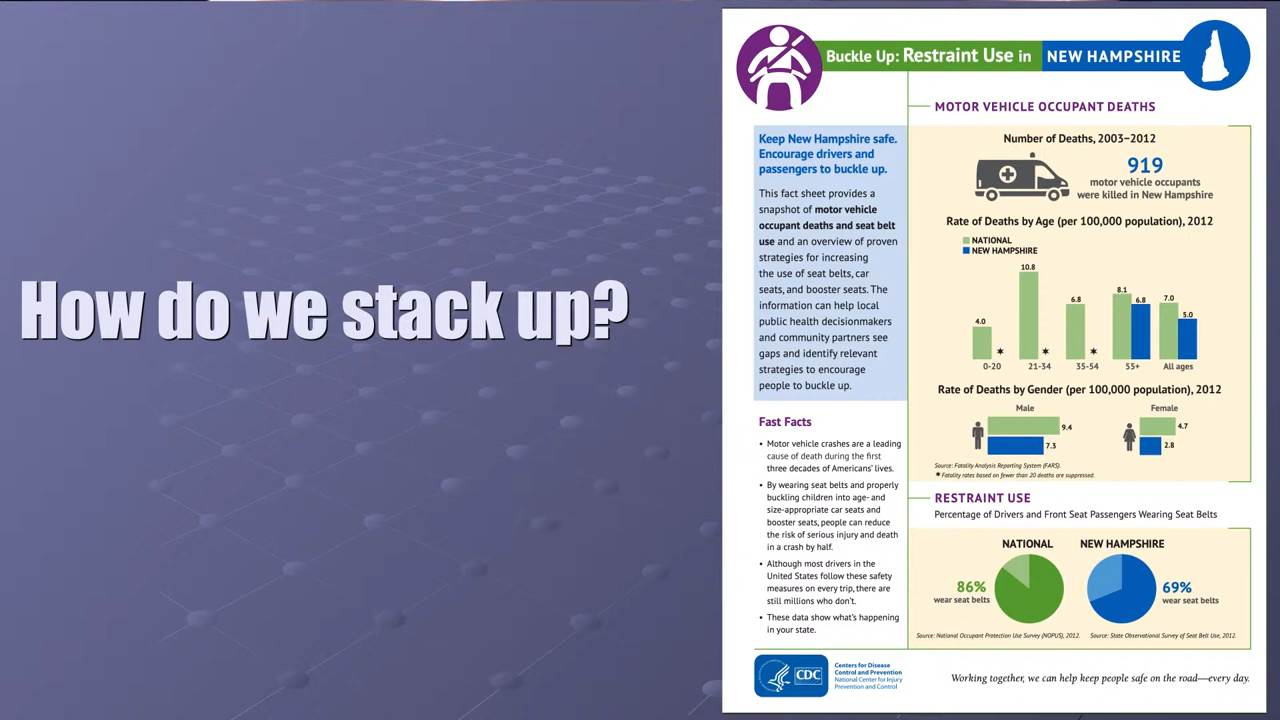 How do we stack up?
Buckle Up: Restraint Use in NEW HAMPSHIRE
Keep New Hampshire safe.
Encourage drivers and
passengers to buckle up.
This fact sheet provides a
snapshot of motor vehicle
occupant deaths and seat belt
use and an overview of proven
strategies for increasing
the use of seat belts, car
seats, and booster seats. The
information can help local
public health decisionmakers
and community partners see
gaps and identify relevant
strategies to encourage
people to buckle up.
Fast Facts
• Motor vehicle crashes are a leading
cause of death during the first
three decades of Americans' lives.
• By wearing seat belts and properly
buckling children into age- and
size-appropriate car seats and
booster seats, people can reduce
the risk of serious injury and death
in a crash by half.
• Although most drivers in the
United States follow these safety
measures on every trip, there are
still millions who don't.
• These data show what's happening
in your state.
MOTOR VEHICLE OCCUPANT DEATHS
Number of Deaths, 2003–2012
919
motor vehicle occupants
were killed in New Hampshire
Rate of Deaths by Age (per 100,000 population), 2012
NATIONAL
NEW HAMPSHIRE
4.0
10.8
6.8
8.1
6.8
7.0
5.0
0-20
21-34
35-54
55+
All ages
Rate of Deaths by Gender (per 100,000 population), 2012
Male
9.4
7.3
Female
4.7
2.8
Source: Fatality Analysis Reporting System (FARS).
* Fatality rates based on fewer than 20 deaths are suppressed.
RESTRAINT USE
Percentage of Drivers and Front Seat Passengers Wearing Seat Belts
NATIONAL
86%
wear seat belts
NEW HAMPSHIRE
69%
wear seat belts
Source: National Occupant Protection Use Survey (NOPUS), 2012.
Source: State Observational Survey of Seat Belt Use, 2012.
CDC
Centers for Disease
Control and Prevention
National Center for Injury
Prevention and Control
Working together, we can help keep people safe on the road—every day.